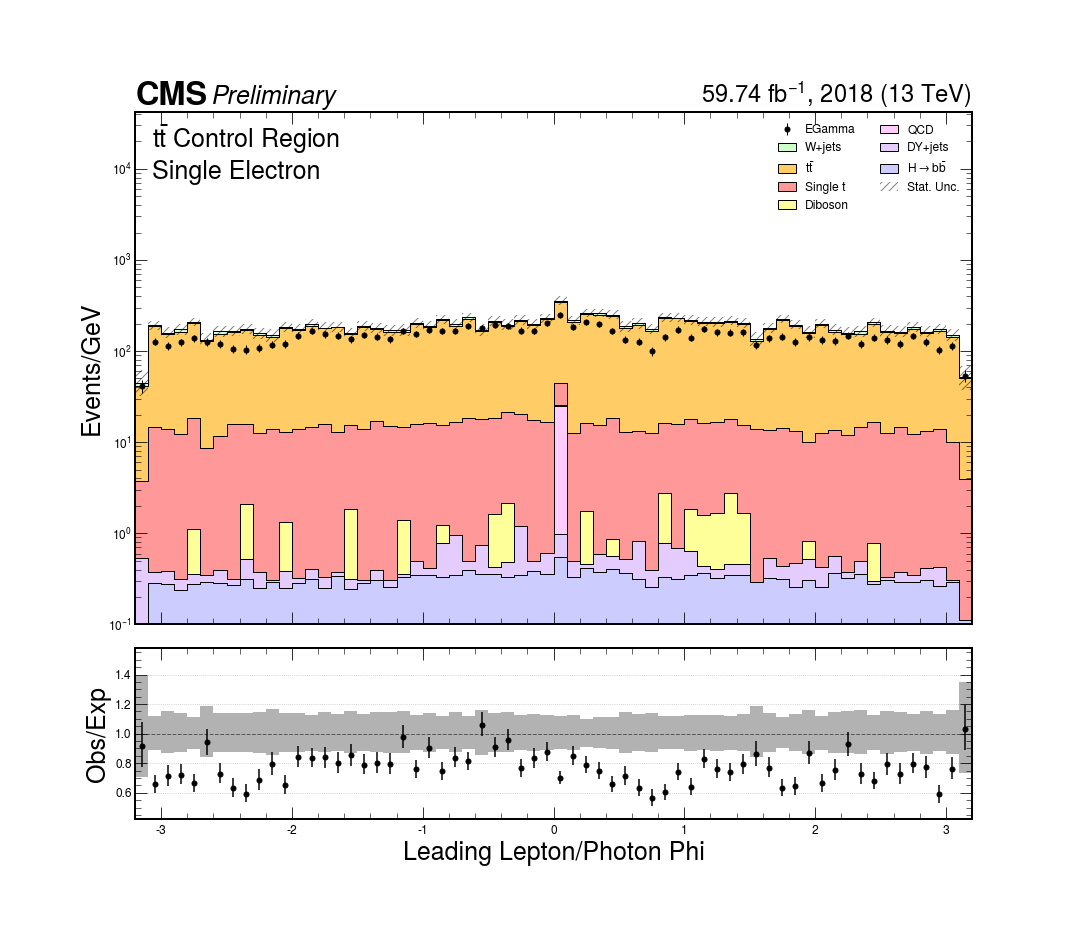 CMS Preliminary
59.74 fb⁻¹, 2018 (13 TeV)
tt̄ Control Region
Single Electron
EGamma
W+jets
tt̄
Single t
Diboson
QCD
DY+jets
H→bb̄
Stat. Unc.
Events/GeV
10⁴
10³
10²
10¹
10⁰
10⁻¹
Obs/Exp
1.4
1.2
1.0
0.8
0.6
-3 -2 -1 0 1 2 3
Leading Lepton/Photon Phi